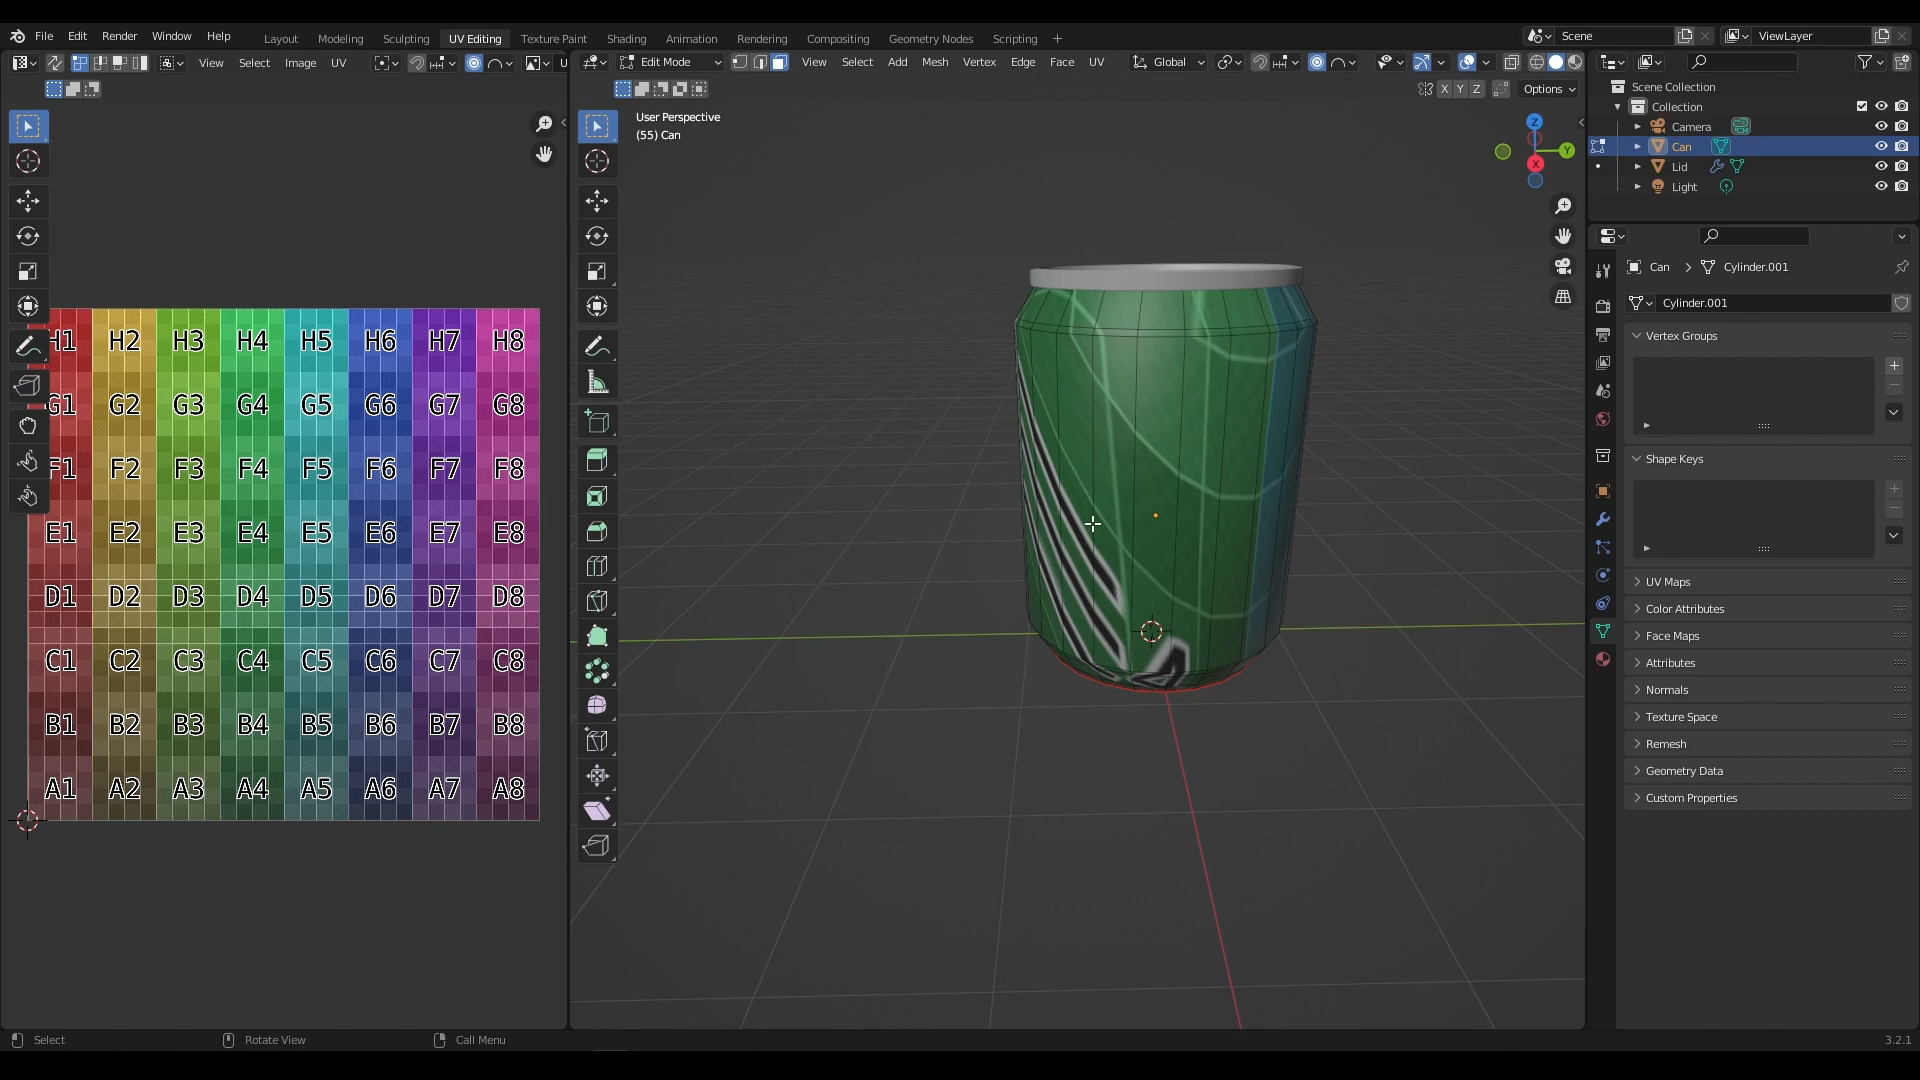 File Edit Render Window Help Layout Modeling Sculpting UV Editing Texture Paint Shading Animation Rendering Compositing Geometry Nodes Scripting Scene ViewLayer
View Select Image UV Edit Mode View Select Add Mesh Vertex Edge Face UV Global
X Y Z Options
Scene Collection
Collection
Camera
Can
Lid
Light
User Perspective
(55) Can
Z
Y
X
Can Cylinder.001
Cylinder.001
Vertex Groups
Shape Keys
UV Maps
Color Attributes
Face Maps
Attributes
Normals
Texture Space
Remesh
Geometry Data
Custom Properties
H1 H2 H3 H4 H5 H6 H7 H8
G1 G2 G3 G4 G5 G6 G7 G8
F1 F2 F3 F4 F5 F6 F7 F8
E1 E2 E3 E4 E5 E6 E7 E8
D1 D2 D3 D4 D5 D6 D7 D8
C1 C2 C3 C4 C5 C6 C7 C8
B1 B2 B3 B4 B5 B6 B7 B8
A1 A2 A3 A4 A5 A6 A7 A8
Select Rotate View Call Menu 3.2.1